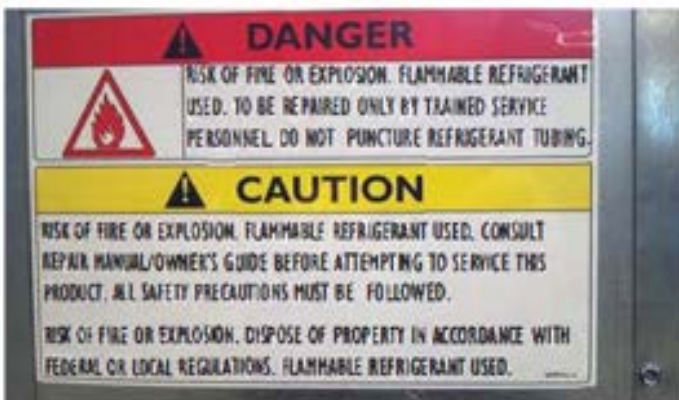 DANGER
RISK OF FIRE OR EXPLOSION. FLAMMABLE REFRIGERANT
USED. TO BE REPAIRED ONLY BY TRAINED SERVICE
PERSONNEL. DO NOT PUNCTURE REFRIGERANT TUBING.
CAUTION
RISK OF FIRE OR EXPLOSION. FLAMMABLE REFRIGERANT USED. CONSULT
REPAIR MANUAL/OWNER'S GUIDE BEFORE ATTEMPTING TO SERVICE THIS
PRODUCT. ALL SAFETY PRECAUTIONS MUST BE FOLLOWED.
RISK OF FIRE OR EXPLOSION. DISPOSE OF PROPERTY IN ACCORDANCE WITH
FEDERAL OR LOCAL REGULATIONS. FLAMMABLE REFRIGERANT USED.